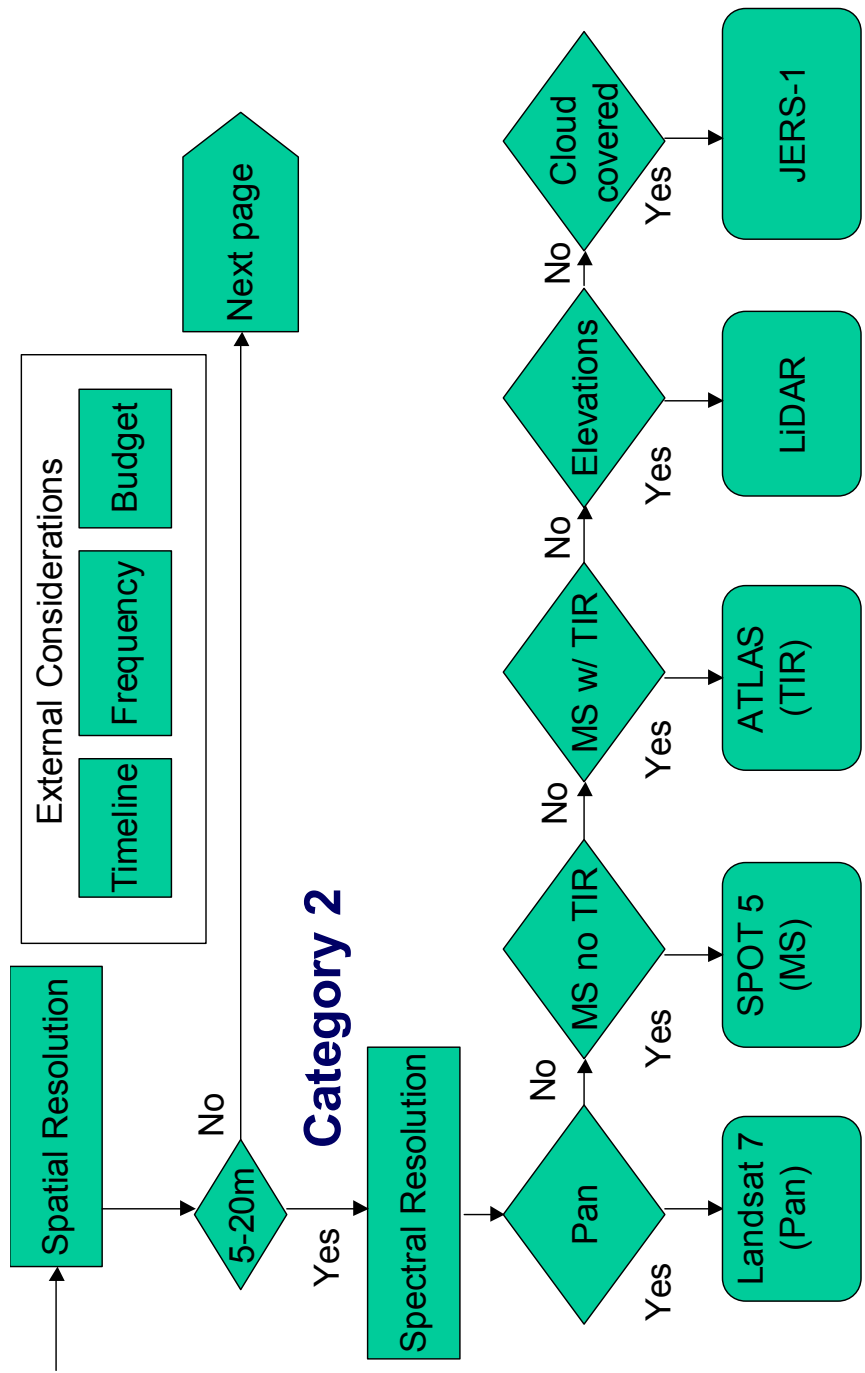 Spatial Resolution
External Considerations
Timeline
Frequency
Budget
5-20m
No
Next page
Yes
Category 2
Spectral Resolution
Pan
No
MS no TIR
No
MS w/ TIR
No
Elevations
No
Cloud
covered
Yes
Yes
Yes
Yes
Yes
Landsat 7
(Pan)
SPOT 5
(MS)
ATLAS
(TIR)
LiDAR
JERS-1